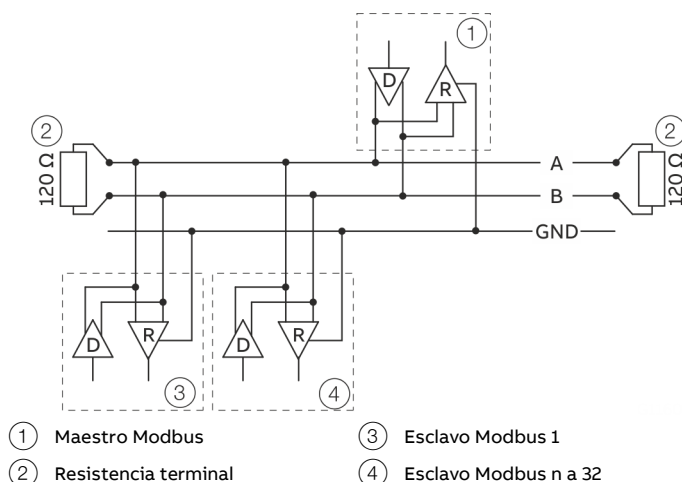 1
D
R
2
2
120 Ω
120 Ω
A
B
GND
D
R
D
R
3
4
1 Maestro Modbus
3 Esclavo Modbus 1
2 Resistencia terminal
4 Esclavo Modbus n a 32